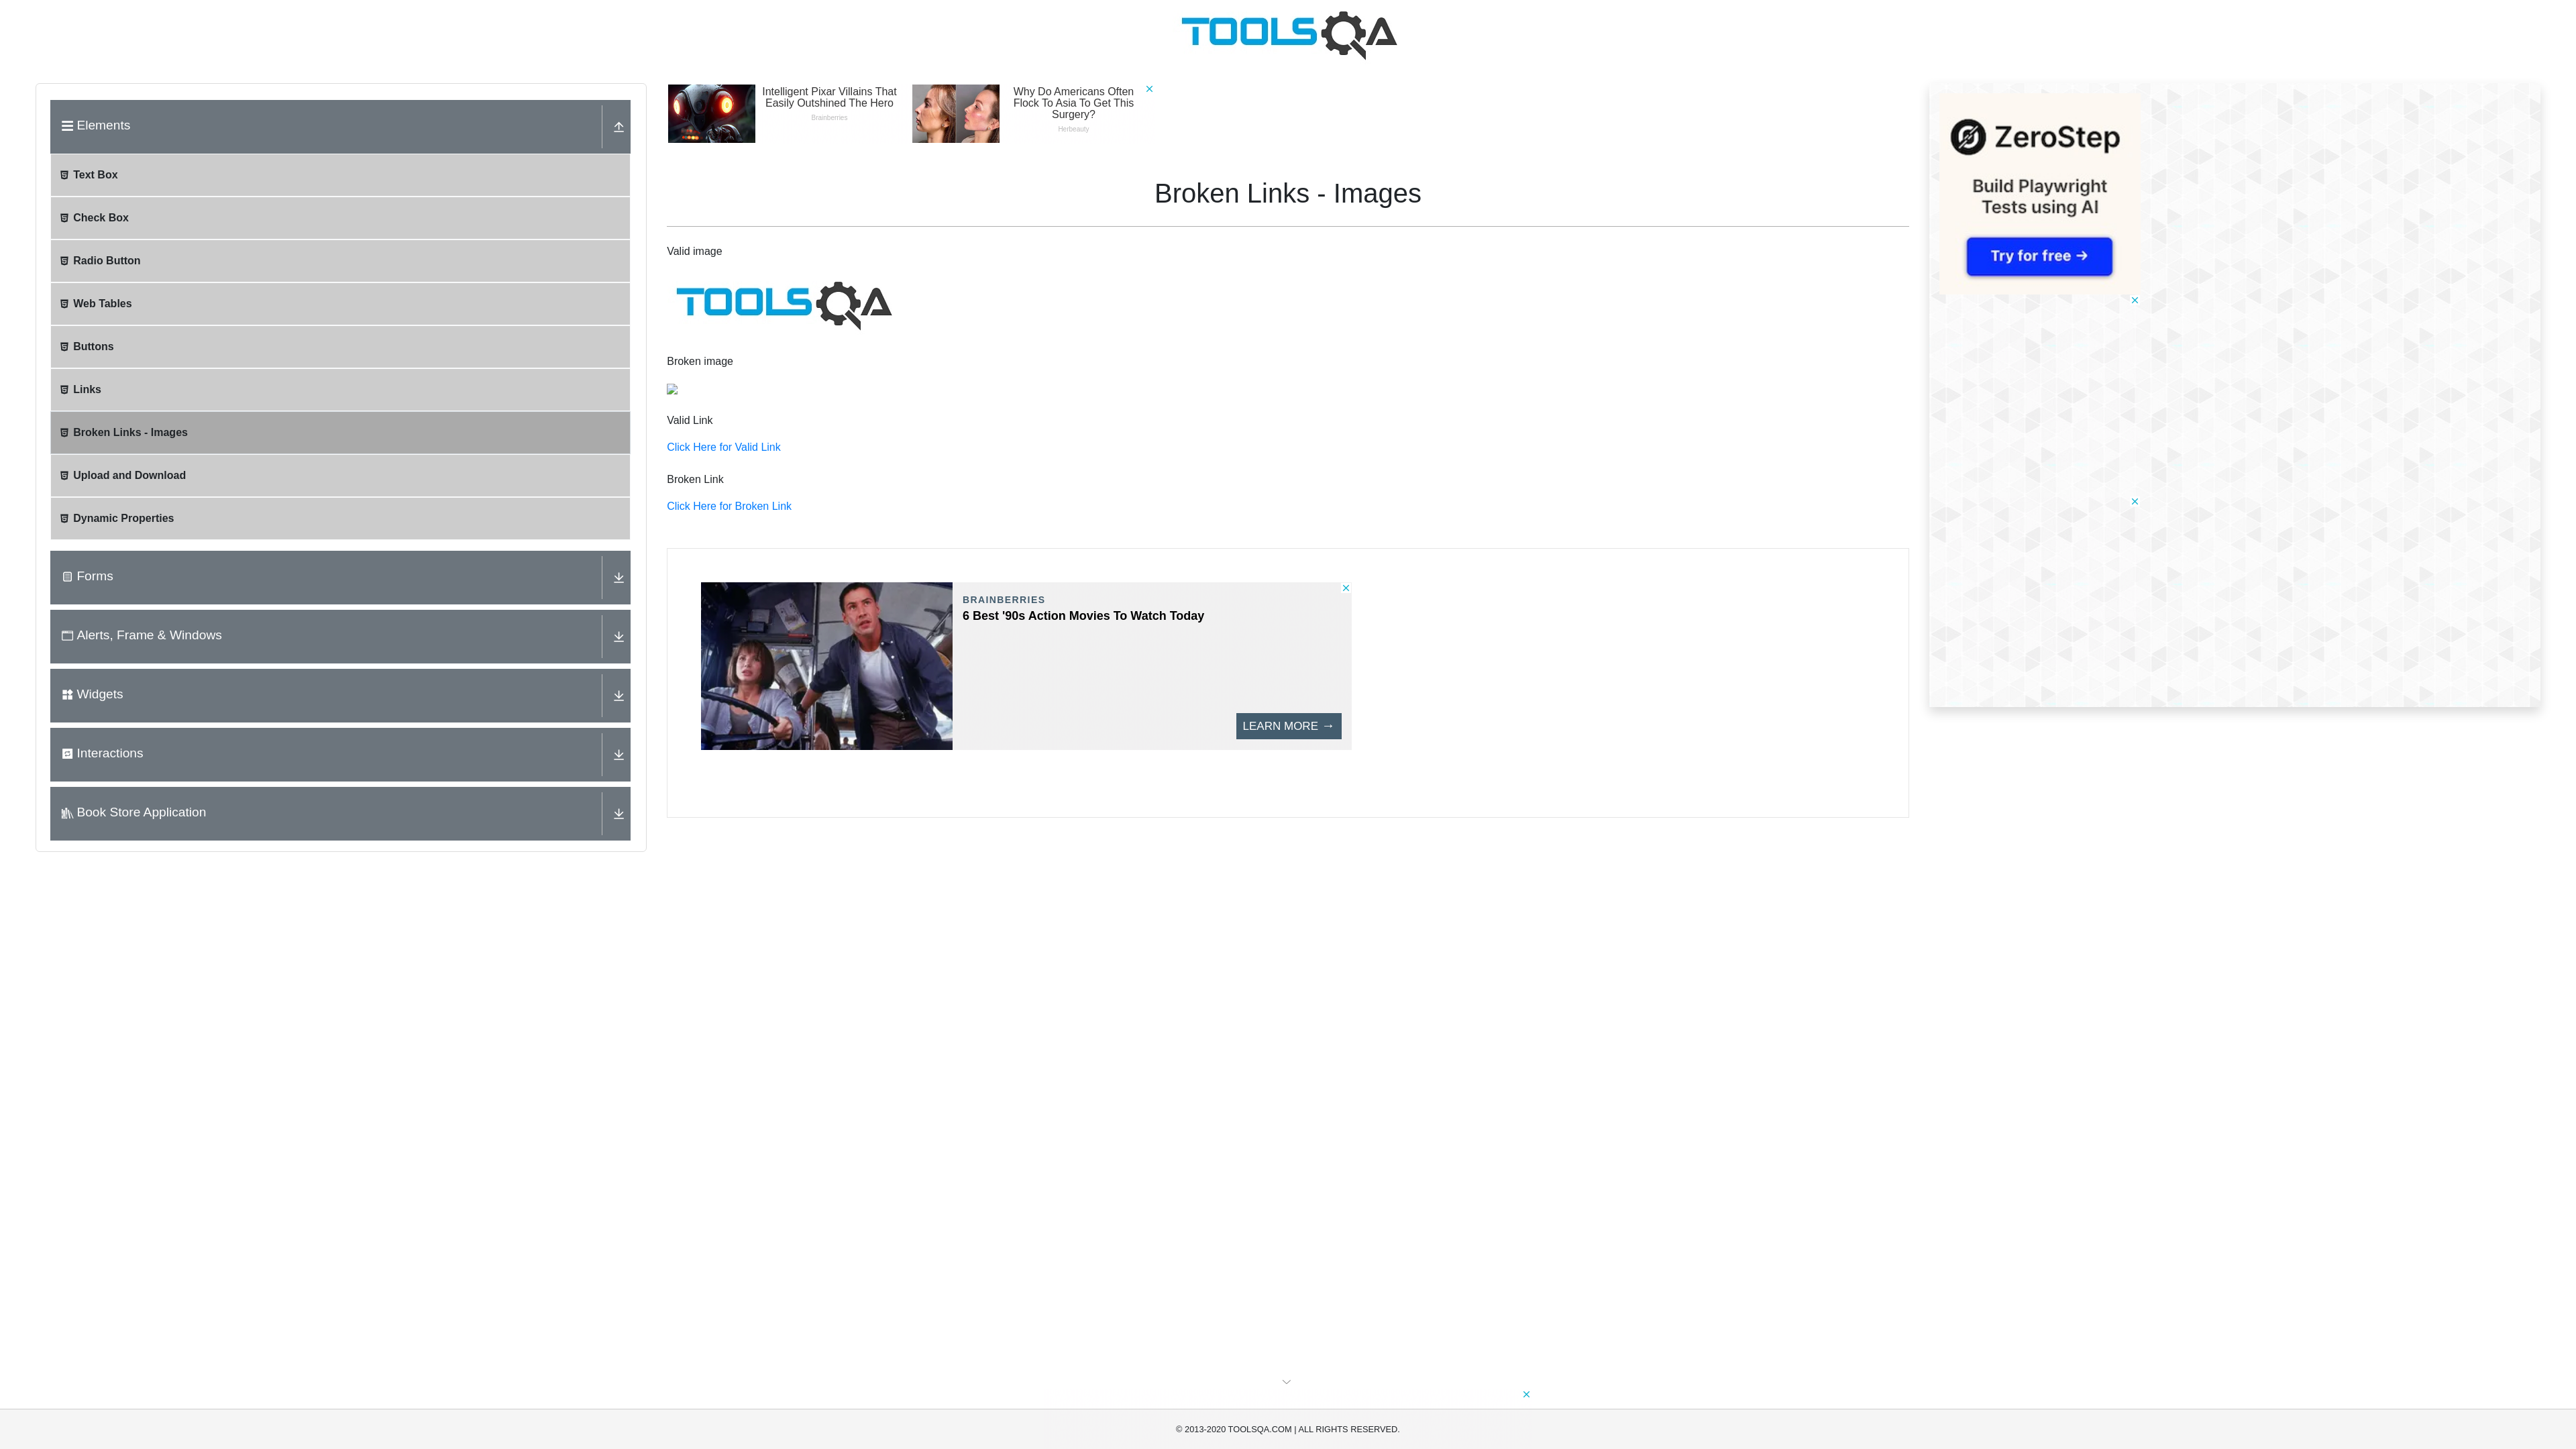 TOOLSQA
Elements
Text Box
Check Box
Radio Button
Web Tables
Buttons
Links
Broken Links - Images
Upload and Download
Dynamic Properties
Forms
Alerts, Frame & Windows
Widgets
Interactions
Book Store Application
Intelligent Pixar Villains That
Easily Outshined The Hero
Brainberries
Why Do Americans Often
Flock To Asia To Get This
Surgery?
Herbeauty
Broken Links - Images
Valid image
TOOLSQA
Broken image
Valid Link
Click Here for Valid Link
Broken Link
Click Here for Broken Link
BRAINBERRIES
6 Best '90s Action Movies To Watch Today
LEARN MORE →
ZeroStep
Build Playwright
Tests using AI
Try for free →
© 2013-2020 TOOLSQA.COM | ALL RIGHTS RESERVED.